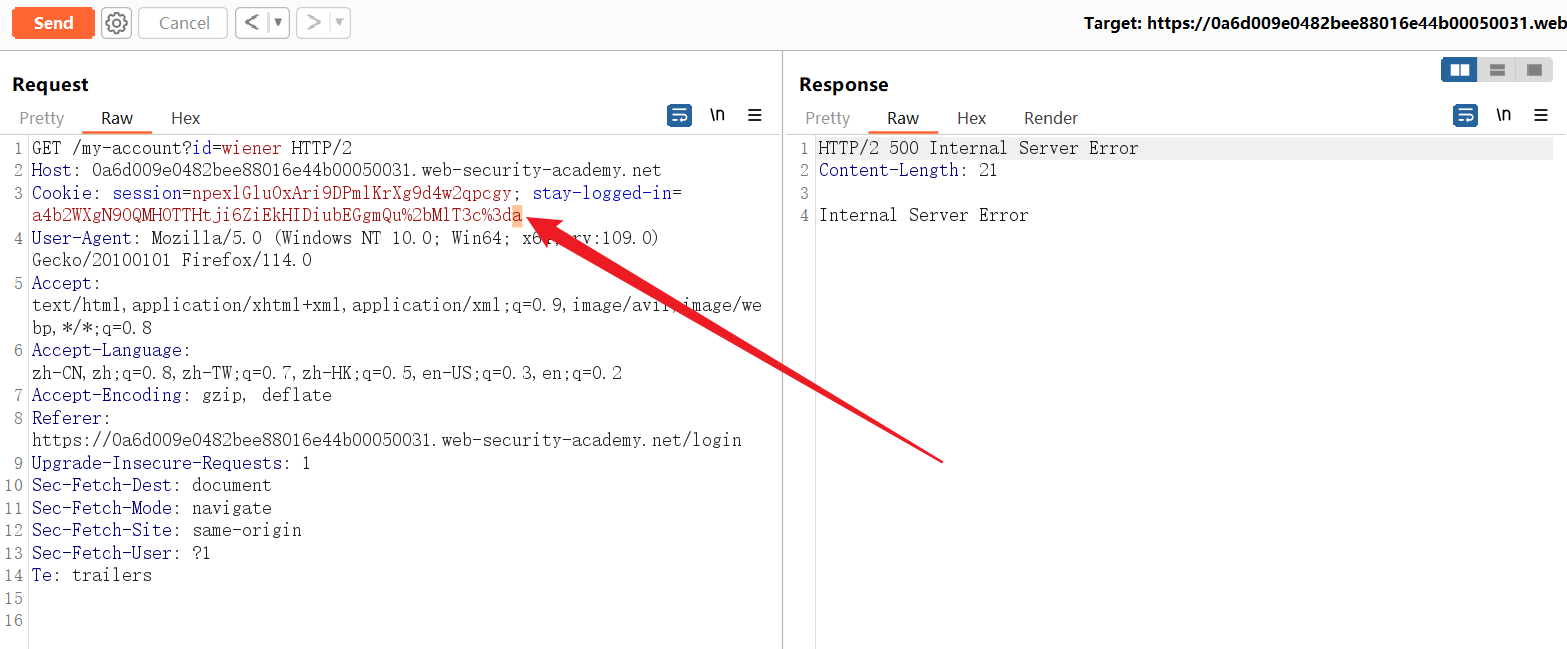 Send
Cancel
< ▼
> ▼
Target: https://0a6d009e0482bee88016e44b00050031.web
Request
Pretty Raw Hex
\n
1 GET /my-account?id=wiener HTTP/2
2 Host: 0a6d009e0482bee88016e44b00050031.web-security-academy.net
3 Cookie: session=npexlGluOxAri9DPmlKrXg9d4w2qpcgy; stay-logged-in=
a4b2WXgN90QMHOTTHtji6ZiEkHIDiubEGgmQu%2bMlT3c%3da
4 User-Agent: Mozilla/5.0 (Windows NT 10.0; Win64; rv:109.0)
Gecko/20100101 Firefox/114.0
5 Accept:
text/html,application/xhtml+xml,application/xml;q=0.9,image/avif,image/we
bp,*/*;q=0.8
6 Accept-Language:
zh-CN,zh;q=0.8,zh-TW;q=0.7,zh-HK;q=0.5,en-US;q=0.3,en;q=0.2
7 Accept-Encoding: gzip, deflate
8 Referer:
https://0a6d009e0482bee88016e44b00050031.web-security-academy.net/login
9 Upgrade-Insecure-Requests: 1
10 Sec-Fetch-Dest: document
11 Sec-Fetch-Mode: navigate
12 Sec-Fetch-Site: same-origin
13 Sec-Fetch-User: ?1
14 Te: trailers
15
16
Response
Pretty Raw Hex Render
\n
1 HTTP/2 500 Internal Server Error
2 Content-Length: 21
3
4 Internal Server Error